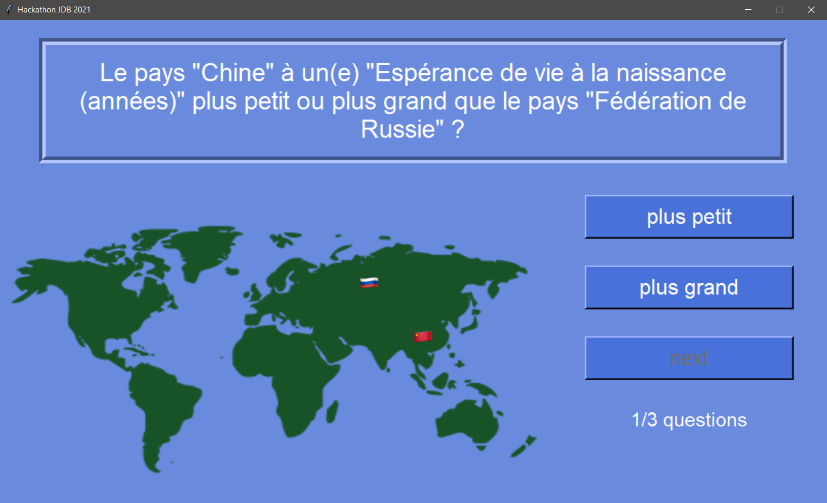 Hackathon JDB 2021
Le pays "Chine" à un(e) "Espérance de vie à la naissance
(années)" plus petit ou plus grand que le pays "Fédération de
Russie" ?
plus petit
plus grand
next
1/3 questions